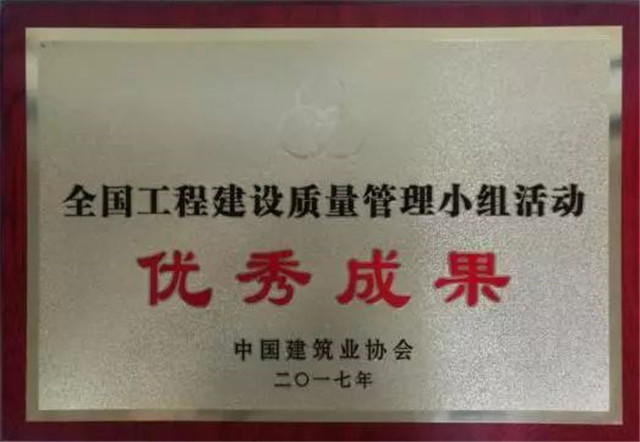 全国工程建设质量管理小组活动
优秀成果
中国建筑业协会
二〇一七年